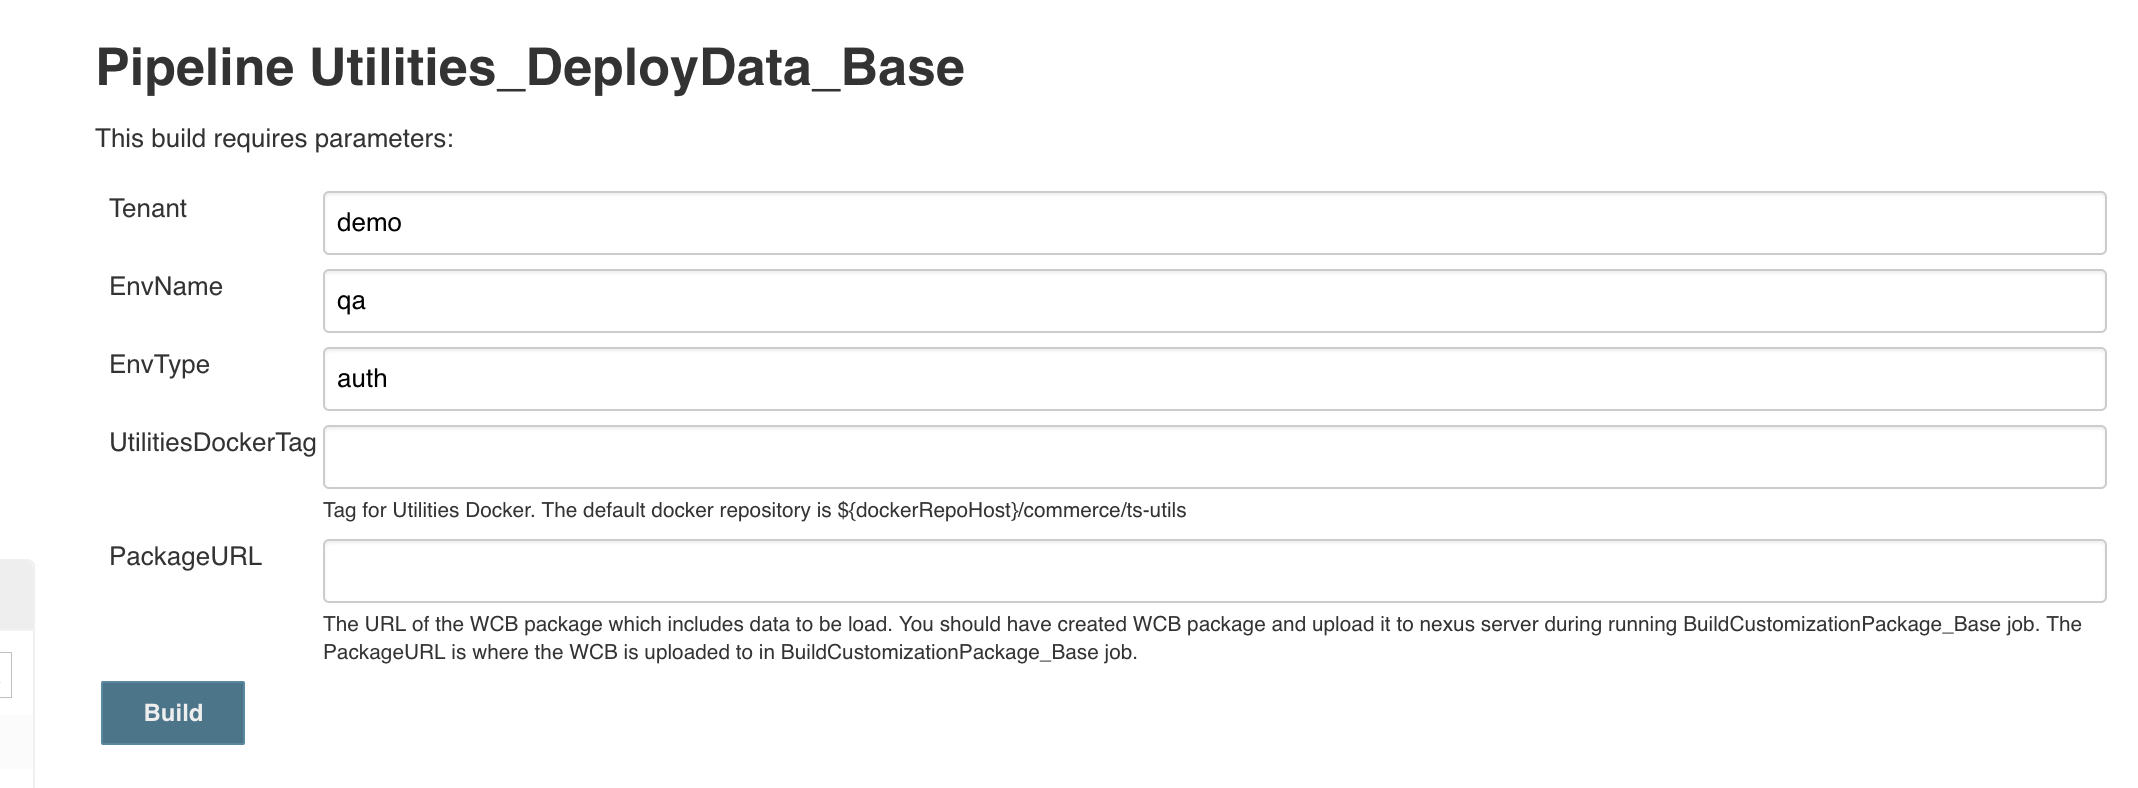 Pipeline Utilities_DeployData_Base
This build requires parameters:
Tenant
demo
EnvName
qa
EnvType
auth
UtilitiesDockerTag
Tag for Utilities Docker. The default docker repository is ${dockerRepoHost}/commerce/ts-utils
PackageURL
The URL of the WCB package which includes data to be load. You should have created WCB package and upload it to nexus server during running BuildCustomizationPackage_Base job. The
PackageURL is where the WCB is uploaded to in BuildCustomizationPackage_Base job.
Build